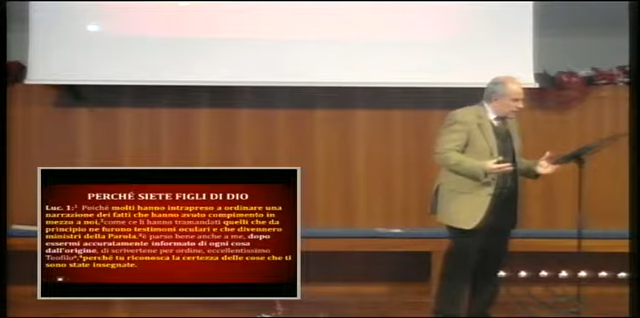 PERCHÉ SIETE FIGLI DI DIO
Luc. 1:¹ Poiché molti hanno intrapreso a ordinare una
narrazione dei fatti che hanno avuto compimento in
mezzo a noi,²come ce li hanno tramandati quelli che da
principio ne furono testimoni oculari e che divennero
ministri della Parola,³è parso bene anche a me, dopo
essermi accuratamente informato di ogni cosa
dall'origine, di scrivertene per ordine, eccellentissimo
Teofilo⁴,perché tu riconosca la certezza delle cose che ti
sono state insegnate.